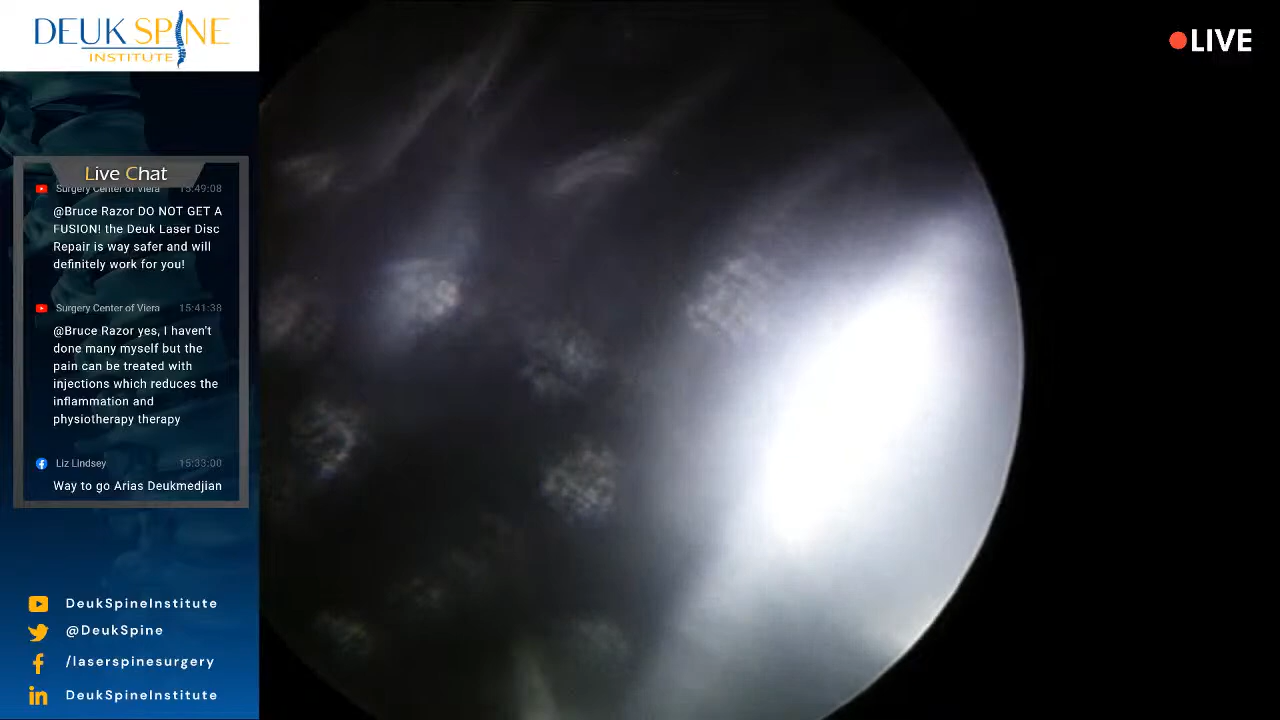 DEUK SPINE
INSTITUTE
LIVE
Live Chat
Surgery Center of Viera 15:49:08
@Bruce Razor DO NOT GET A
FUSION! the Deuk Laser Disc
Repair is way safer and will
definitely work for you!
Surgery Center of Viera 15:41:38
@Bruce Razor yes, I haven't
done many myself but the
pain can be treated with
injections which reduces the
inflammation and
physiotherapy therapy
Liz Lindsey 15:33:00
Way to go Arias Deukmedjian
DeukSpineInstitute
@DeukSpine
/laserspinesurgery
DeukSpineInstitute